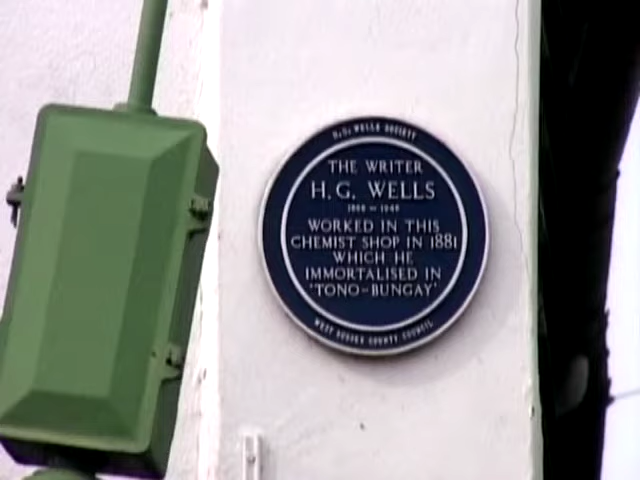 H.G. WELLS SOCIETY
THE WRITER
H. G. WELLS
1866 – 1946
WORKED IN THIS
CHEMIST SHOP IN 1881
WHICH HE
IMMORTALISED IN
'TONO-BUNGAY'
WEST SUSSEX COUNTY COUNCIL